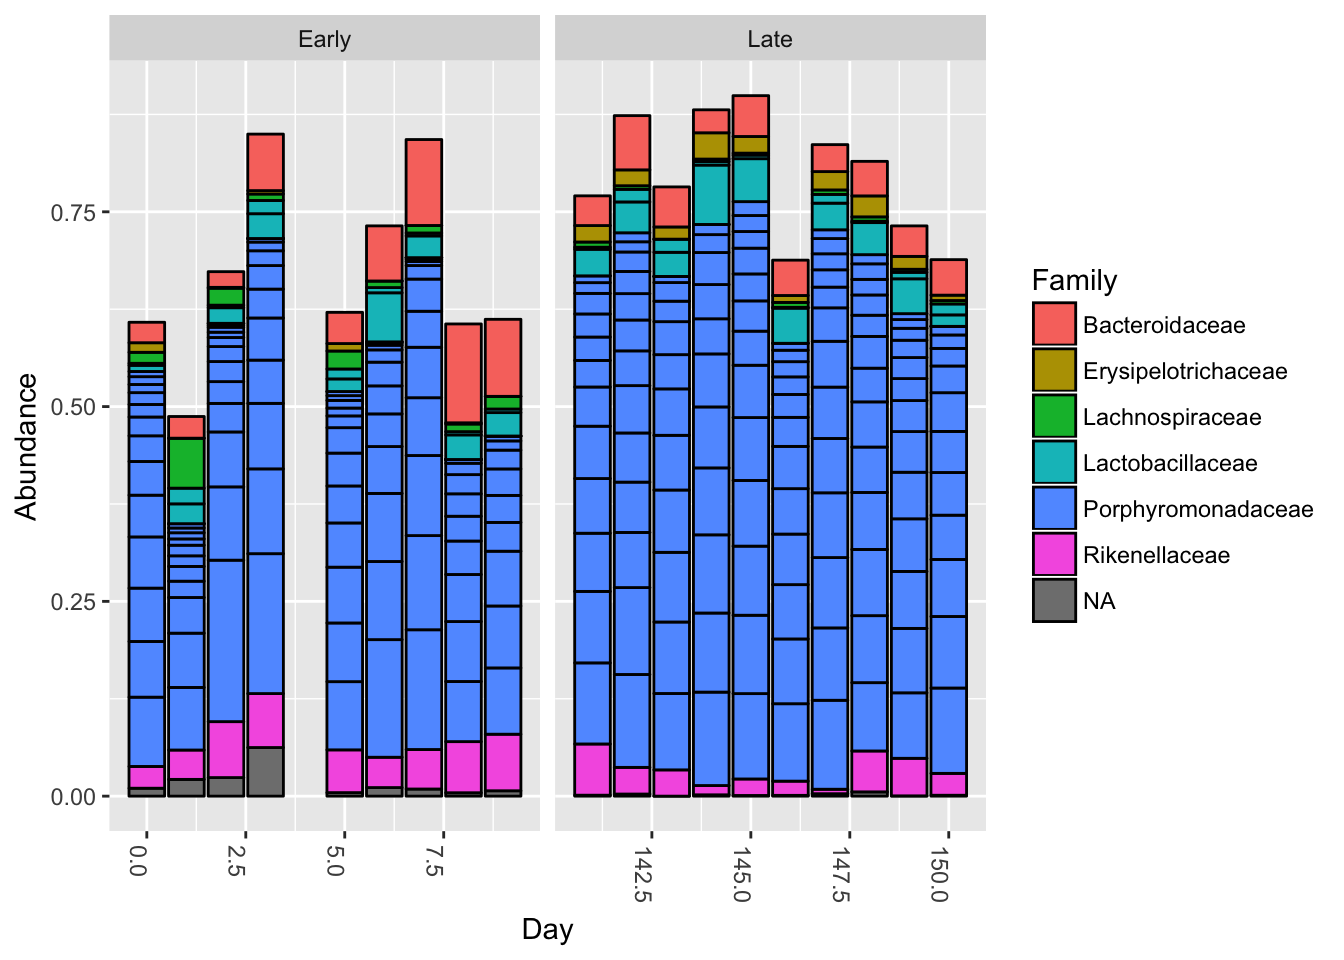 Early
Late
0.75
0.50
0.25
0.00
Abundance
0.0
2.5
5.0
7.5
142.5
145.0
147.5
150.0
Day
Family
Bacteroidaceae
Erysipelotrichaceae
Lachnospiraceae
Lactobacillaceae
Porphyromonadaceae
Rikenellaceae
NA